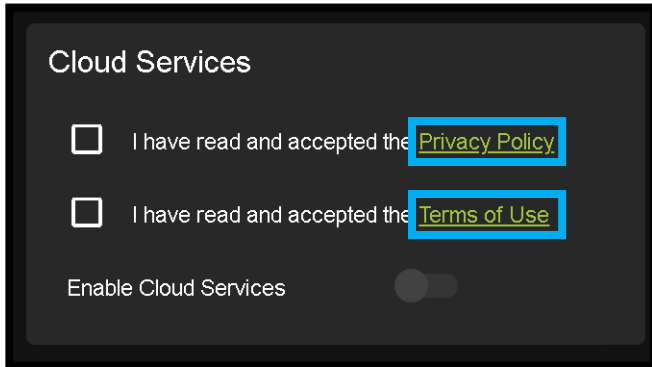 Cloud Services
I have read and accepted the Privacy Policy
I have read and accepted the Terms of Use
Enable Cloud Services